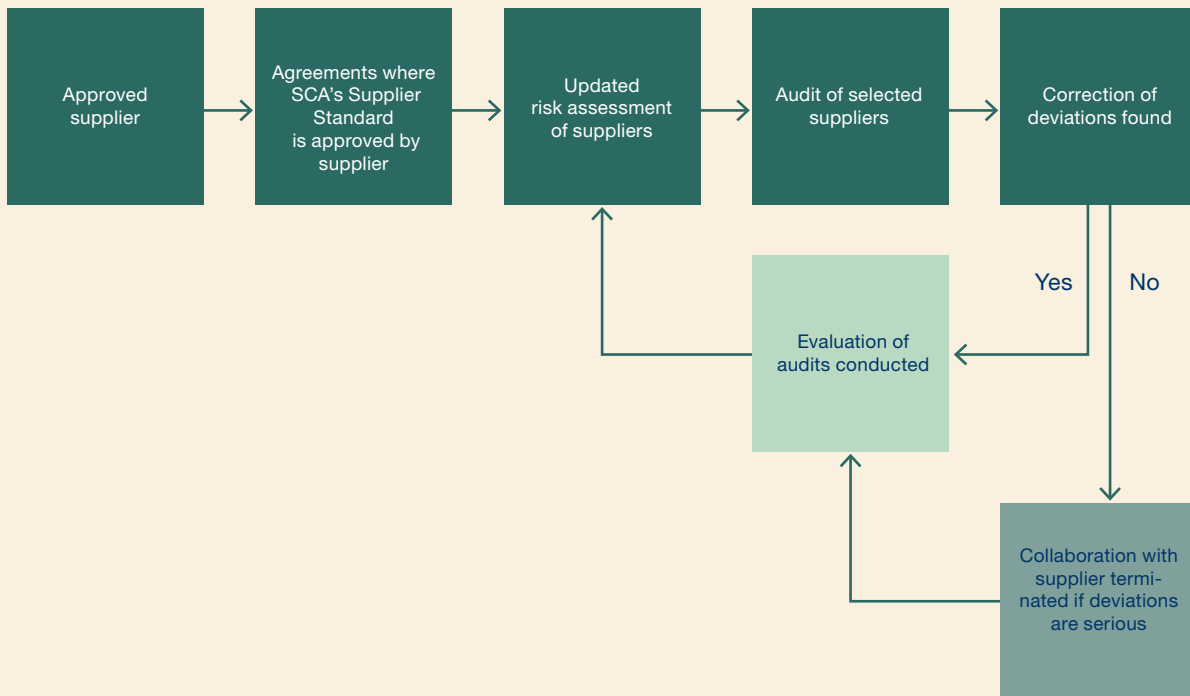 Approved
supplier
Agreements where
SCA's Supplier
Standard
is approved by
supplier
Updated
risk assessment
of suppliers
Audit of selected
suppliers
Correction of
deviations found
Yes
No
Evaluation of
audits conducted
Collaboration with
supplier termi-
nated if deviations
are serious